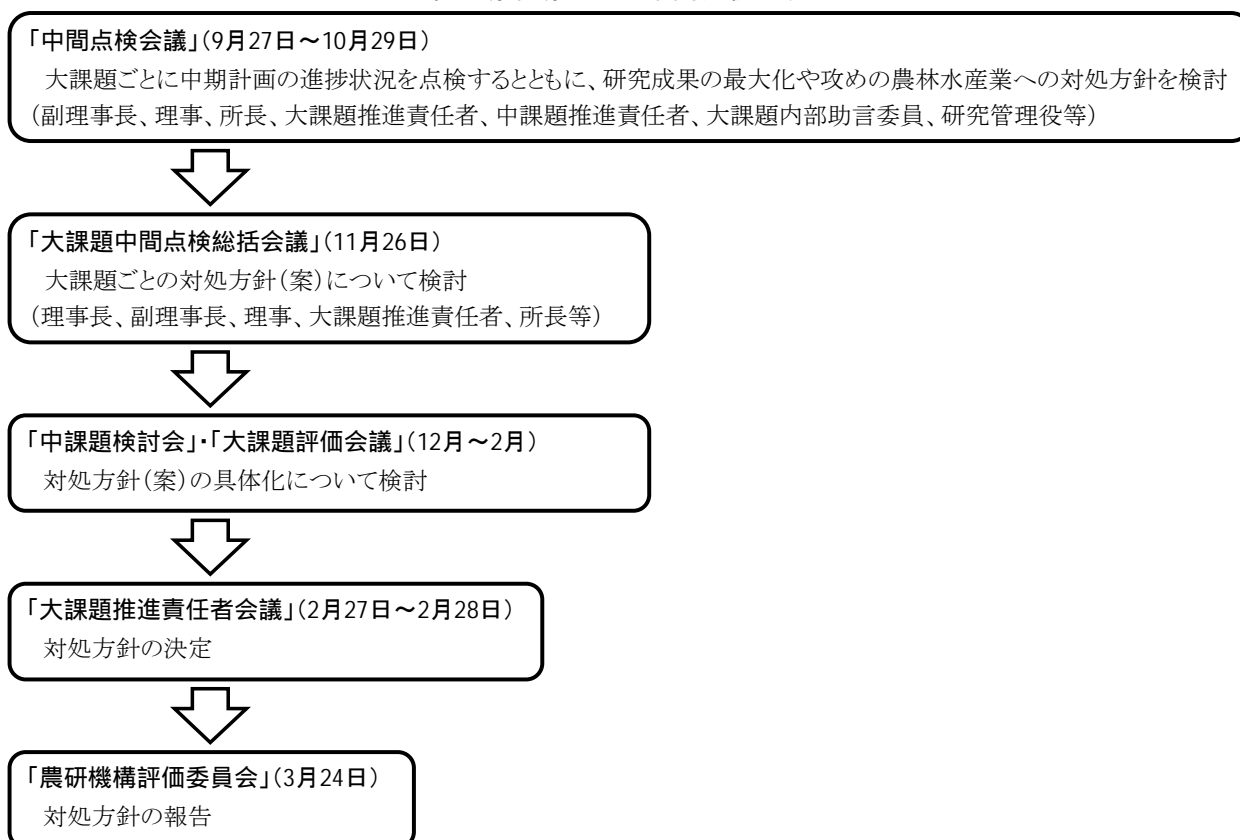 「中間点検会議」(9月27日～10月29日)
大課題ごとに中期計画の進捗状況を点検するとともに、研究成果の最大化や攻めの農林水産業への対処方針を検討
(副理事長、理事、所長、大課題推進責任者、中課題推進責任者、大課題内部助言委員、研究管理役等)
「大課題中間点検総括会議」(11月26日)
大課題ごとの対処方針(案)について検討
(理事長、副理事長、理事、大課題推進責任者、所長等)
「中課題検討会」・「大課題評価会議」(12月～2月)
対処方針(案)の具体化について検討
「大課題推進責任者会議」(2月27日～2月28日)
対処方針の決定
「農研機構評価委員会」(3月24日)
対処方針の報告